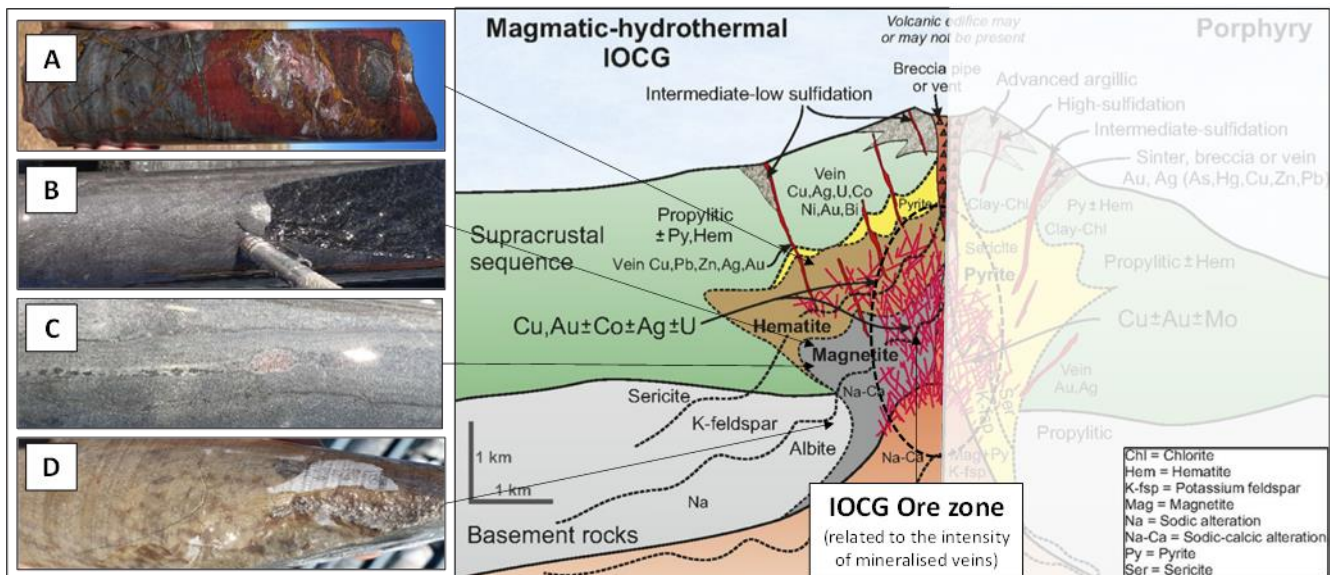 A
B
C
D
Magmatic-hydrothermal
IOCG
Volcanic edifice may
or may not be present
Porphyry
Breccia pipe
or vent
Intermediate-low sulfidation
Advanced argillic
High-sulfidation
Intermediate-sulfidation
Sinter, breccia or vein
Au, Ag (As,Hg,Cu,Zn,Pb)
Vein
Cu,Ag,U,Co
Ni,Au,Bi
Pyrite
Clay-Chl
Py±Hem
Clay-Chl
Propylitic
±Py,Hem
Supracrustal
sequence
Vein Cu,Pb,Zn,Ag,Au
Sericite
Pyrite
Propylitic±Hem
Cu,Au±Co±Ag±U
Hematite
Magnetite
Cu±Au±Mo
Na-Ca
Vein
Au,Ag
Ser
K-fsp
Sericite
K-feldspar
Albite
1 km
1 km
Na
Na-Ca
Mag+Py
K-fsp
Propylitic
Basement rocks
IOCG Ore zone
(related to the intensity
of mineralised veins)
Chl = Chlorite
Hem = Hematite
K-fsp = Potassium feldspar
Mag = Magnetite
Na = Sodic alteration
Na-Ca = Sodic-calcic alteration
Py = Pyrite
Ser = Sericite